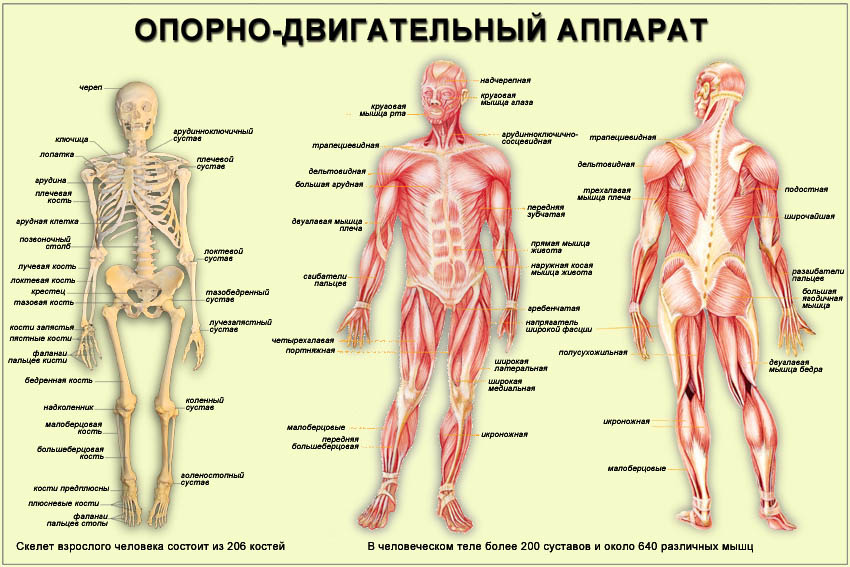 ОПОРНО-ДВИГАТЕЛЬНЫЙ АППАРАТ
череп
ключица
лопатка
грудина
плечевая
кость
грудная клетка
позвоночный
столб
лучевая кость
локтевая кость
крестец
тазовая кость
кости запястья
пястные кости
фаланги
пальцев кисти
бедренная кость
надколенник
малоберцовая
кость
большеберцовая
кость
кости предплюсны
плюсневые кости
фаланги
пальцев стопы
грудинноключичный
сустав
плечевой
сустав
локтевой
сустав
тазобедренный
сустав
лучезапястный
сустав
коленный
сустав
голеностопный
сустав
Скелет взрослого человека состоит из 206 костей
круговая
мышца рта
трапециевидная
дельтовидная
большая грудная
двуглавая мышца
плеча
сгибатели
пальцев
четырехглавая
портняжная
малоберцовые
передняя
большеберцовая
надчерепная
круговая
мышца глаза
грудинноключично-
сосцевидная
передняя
зубчатая
прямая мышца
живота
наружная косая
мышца живота
гребенчатая
напрягатель
широкой фасции
широкая
латеральная
широкая
медиальная
икроножная
трапециевидная
дельтовидная
трехглавая
мышца плеча
полусухожильная
икроножная
малоберцовые
подостная
широчайшая
разгибатели
пальцев
большая
ягодичная
мышца
двуглавая
мышца бедра
В человеческом теле более 200 суставов и около 640 различных мышц